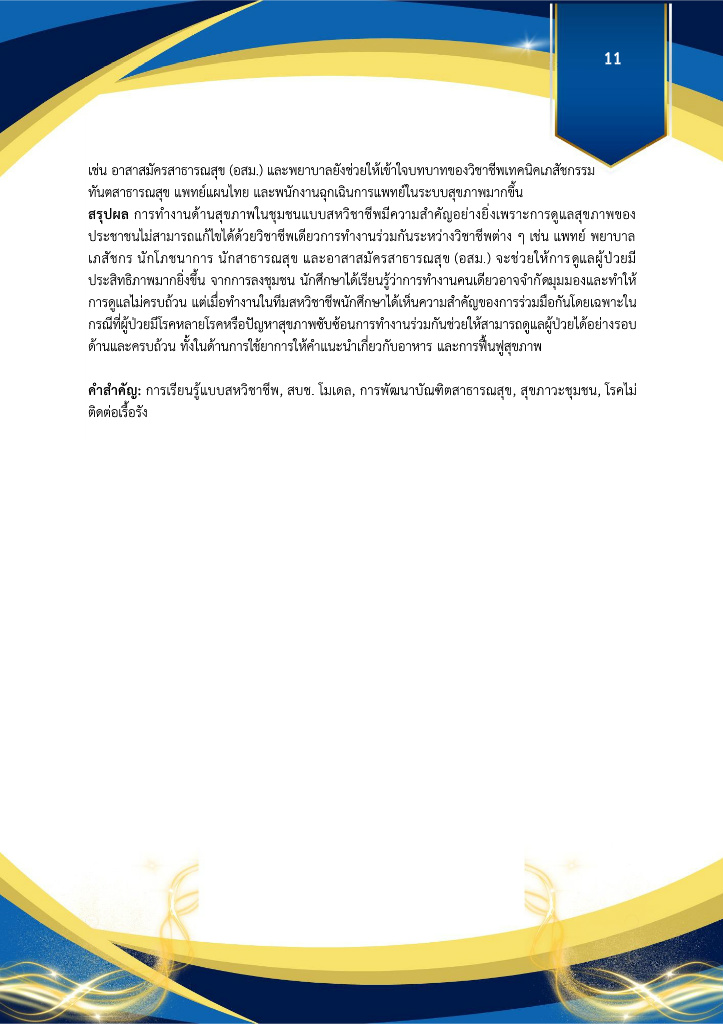 11
เช่น อาสาสมัครสาธารณสุข (อสม.) และพยาบาลยังช่วยให้เข้าใจบทบาทของวิชาชีพเทคนิคเภสัชกรรม
ทันตสาธารณสุข แพทย์แผนไทย และพนักงานฉุกเฉินการแพทย์ในระบบสุขภาพมากขึ้น
สรุปผล การทำงานด้านสุขภาพในชุมชนแบบสหวิชาชีพมีความสำคัญอย่างยิ่งเพราะการดูแลสุขภาพของ
ประชาชนไม่สามารถแก้ไขได้ด้วยวิชาชีพเดียวการทำงานร่วมกันระหว่างวิชาชีพต่าง ๆ เช่น แพทย์ พยาบาล
เภสัชกร นักโภชนาการ นักสาธารณสุข และอาสาสมัครสาธารณสุข (อสม.) จะช่วยให้การดูแลผู้ป่วยมี
ประสิทธิภาพมากยิ่งขึ้น จากการลงชุมชน นักศึกษาได้เรียนรู้ว่าการทำงานคนเดียวอาจจำกัดมุมมองและทำให้
การดูแลไม่ครบถ้วน แต่เมื่อทำงานในทีมสหวิชาชีพนักศึกษาได้เห็นความสำคัญของการร่วมมือกันโดยเฉพาะใน
กรณีที่ผู้ป่วยมีโรคหลายโรคหรือปัญหาสุขภาพซับซ้อนการทำงานร่วมกันช่วยให้สามารถดูแลผู้ป่วยได้อย่างรอบ
ด้านและครบถ้วน ทั้งในด้านการใช้ยาการให้คำแนะนำเกี่ยวกับอาหาร และการฟื้นฟูสุขภาพ
คำสำคัญ: การเรียนรู้แบบสหวิชาชีพ, สบช. โมเดล, การพัฒนาบัณฑิตสาธารณสุข, สุขภาวะชุมชน, โรคไม่
ติดต่อเรื้อรัง